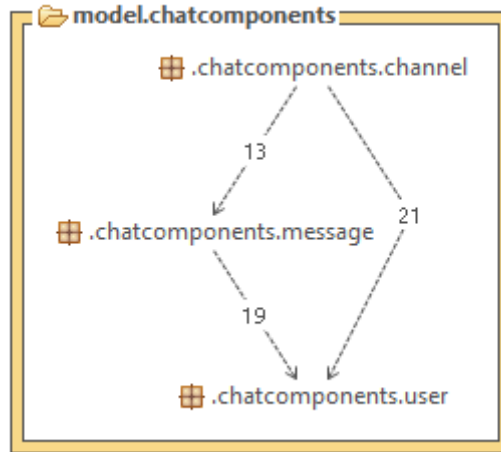 model.chatcomponents
.chatcomponents.channel
13
21
.chatcomponents.message
19
.chatcomponents.user